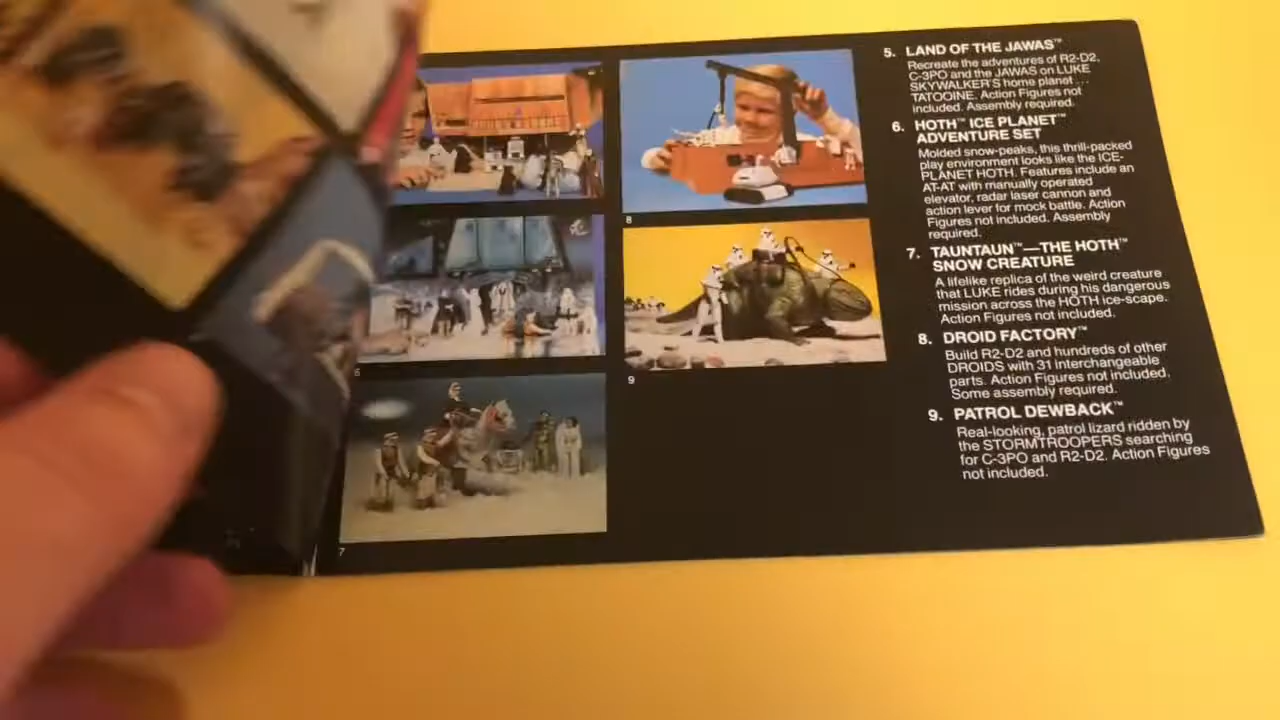 5. LAND OF THE JAWAS™
Recreate the adventures of R2-D2,
C-3PO and the JAWAS on LUKE
SKYWALKER'S home planet ...
TATOOINE. Action Figures not
included. Assembly required.
6. HOTH™ ICE PLANET™
ADVENTURE SET
Molded snow-peaks, this thrill-packed
play environment looks like the ICE-
PLANET HOTH. Features include an
AT-AT with manually operated
elevator, radar laser cannon and
action lever for mock battle. Action
Figures not included. Assembly
required.
7. TAUNTAUN™—THE HOTH™
SNOW CREATURE
A lifelike replica of the weird creature
that LUKE rides during his dangerous
mission across the HOTH ice-scape.
Action Figures not included.
8. DROID FACTORY™
Build R2-D2 and hundreds of other
DROIDS with 31 interchangeable
parts. Action Figures not included.
Some assembly required.
9. PATROL DEWBACK™
Real-looking, patrol lizard ridden by
the STORMTROOPERS searching
for C-3PO and R2-D2. Action Figures
not included.
8
9
7